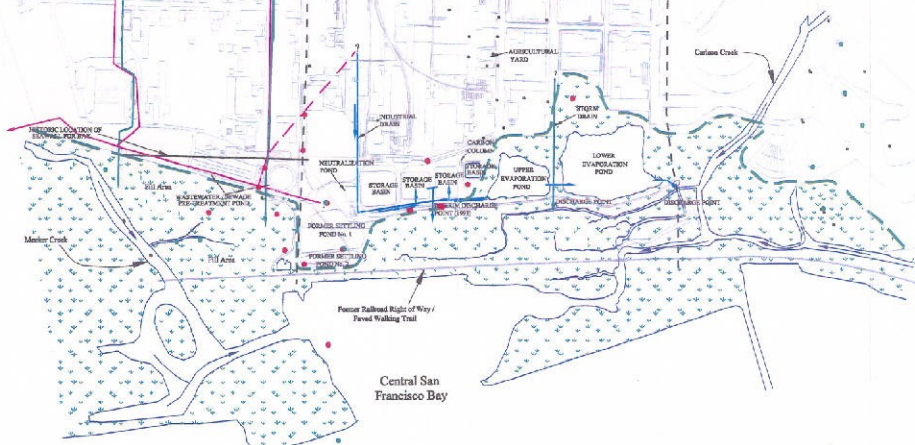 Carlson Creek
AGRICULTURAL
YARD
INDUSTRIAL
DRAIN
STORM
DRAIN
HISTORIC LOCATION OF
NEUTRALIZATION
POND
CARBON
COLUMN
STORAGE
BASIN
STORAGE
BASIN
STORAGE
BASIN
STORAGE
BASIN
UPPER
EVAPORATION
POND
LOWER
EVAPORATION
POND
Fill Area
WASTEWATER, SEWAGE
PRE-TREATMENT POND
DISCHARGE
POINT (1993)
DISCHARGE POINT
DISCHARGE POINT
FORMER SETTLING
POND No. 1
Meeker Creek
Fill Area
FORMER SETTLING
POND No. 2
Former Railroad Right of Way /
Paved Walking Trail
Central San
Francisco Bay